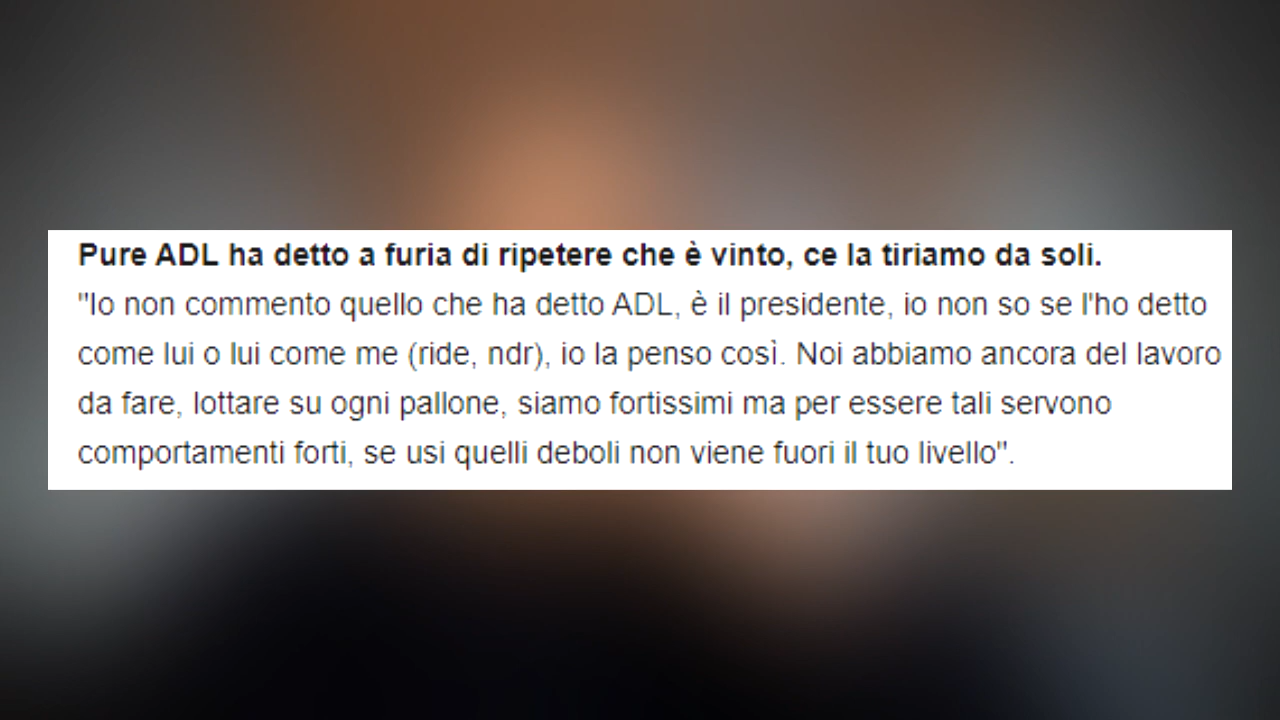 Pure ADL ha detto a furia di ripetere che è vinto, ce la tiriamo da soli.
"Io non commento quello che ha detto ADL, è il presidente, io non so se l'ho detto
come lui o lui come me (ride, ndr), io la penso così. Noi abbiamo ancora del lavoro
da fare, lottare su ogni pallone, siamo fortissimi ma per essere tali servono
comportamenti forti, se usi quelli deboli non viene fuori il tuo livello".